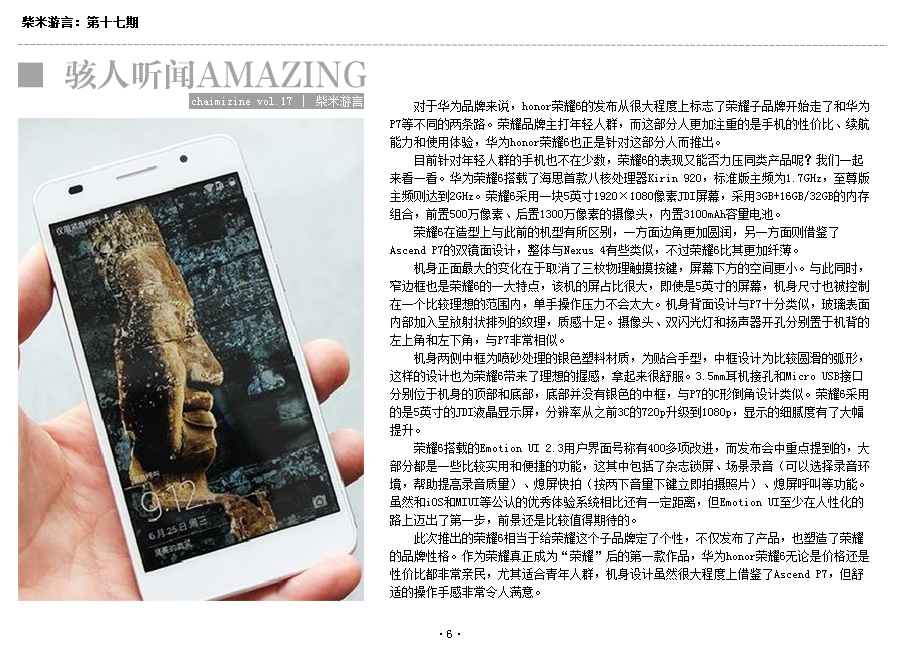 柴米游言：第十七期
骇人听闻AMAZING
chaimizine vol.17 | 柴米游言
仅限紧急呼叫
9:12
6月25日 周三
对于华为品牌来说，honor荣耀6的发布从很大程度上标志了荣耀子品牌开始走了和华为
P7等不同的两条路。荣耀品牌主打年轻人群，而这部分人更加注重的是手机的性价比、续航
能力和使用体验，华为honor荣耀6也正是针对这部分人而推出。
目前针对年轻人群的手机也不在少数，荣耀6的表现又能否力压同类产品呢？我们一起
来看一看。华为荣耀6搭载了海思首款八核处理器Kirin 920，标准版主频为1.7GHz，至尊版
主频则达到2GHz。荣耀6采用一块5英寸1920×1080像素JDI屏幕，采用3GB+16GB/32GB的内存
组合，前置500万像素、后置1300万像素的摄像头，内置3100mAh容量电池。
荣耀6在造型上与此前的机型有所区别，一方面边角更加圆润，另一方面则借鉴了
Ascend P7的双镜面设计，整体与Nexus 4有些类似，不过荣耀6比其更加纤薄。
机身正面最大的变化在于取消了三枚物理触摸按键，屏幕下方的空间更小。与此同时，
窄边框也是荣耀6的一大特点，该机的屏占比很大，即使是5英寸的屏幕，机身尺寸也被控制
在一个比较理想的范围内，单手操作压力不会太大。机身背面设计与P7十分类似，玻璃表面
内部加入呈放射状排列的纹理，质感十足。摄像头、双闪光灯和扬声器开孔分别置于机背的
左上角和左下角，与P7非常相似。
机身两侧中框为喷砂处理的银色塑料材质，为贴合手型，中框设计为比较圆滑的弧形，
这样的设计也为荣耀6带来了理想的握感，拿起来很舒服。3.5mm耳机接孔和Micro USB接口
分别位于机身的顶部和底部，底部并没有银色的中框，与P7的C形倒角设计类似。荣耀6采用
的是5英寸的JDI液晶显示屏，分辨率从之前3C的720p升级到1080p，显示的细腻度有了大幅
提升。
荣耀6搭载的Emotion UI 2.3用户界面号称有400多项改进，而发布会中重点提到的，大
部分都是一些比较实用和便捷的功能，这其中包括了杂志锁屏、场景录音（可以选择录音环
境，帮助提高录音质量）、熄屏快拍（按两下音量下键立即拍摄照片）、熄屏呼叫等功能。
虽然和iOS和MIUI等公认的优秀体验系统相比还有一定距离，但Emotion UI至少在人性化的
路上迈出了第一步，前景还是比较值得期待的。
此次推出的荣耀6相当于给荣耀这个子品牌定了个性，不仅发布了产品，也塑造了荣耀
的品牌性格。作为荣耀真正成为“荣耀”后的第一款作品，华为honor荣耀6无论是价格还是
性价比都非常亲民，尤其适合青年人群，机身设计虽然很大程度上借鉴了Ascend P7，但舒
适的操作手感非常令人满意。
·6·